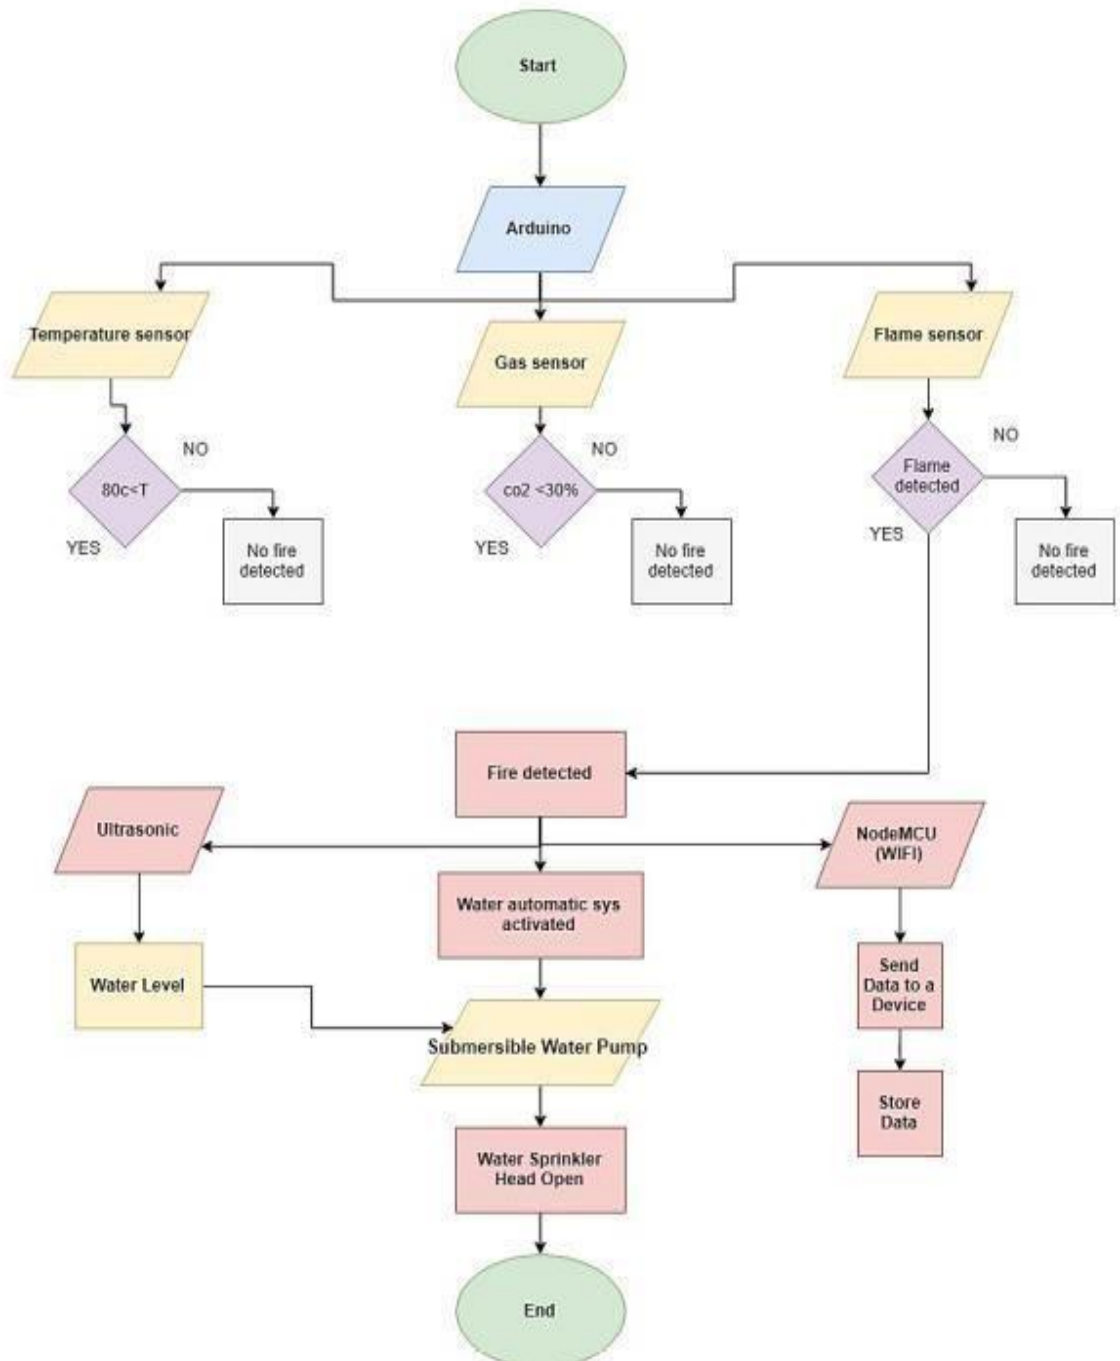 Start
Arduino
Temperature sensor
Gas sensor
Flame sensor
80c<T
NO
YES
No fire
detected
co2 <30%
NO
YES
No fire
detected
Flame
detected
NO
YES
No fire
detected
Fire detected
Ultrasonic
NodeMCU
(WIFI)
Water automatic sys
activated
Water Level
Send
Data to a
Device
Submersible Water Pump
Store
Data
Water Sprinkler
Head Open
End